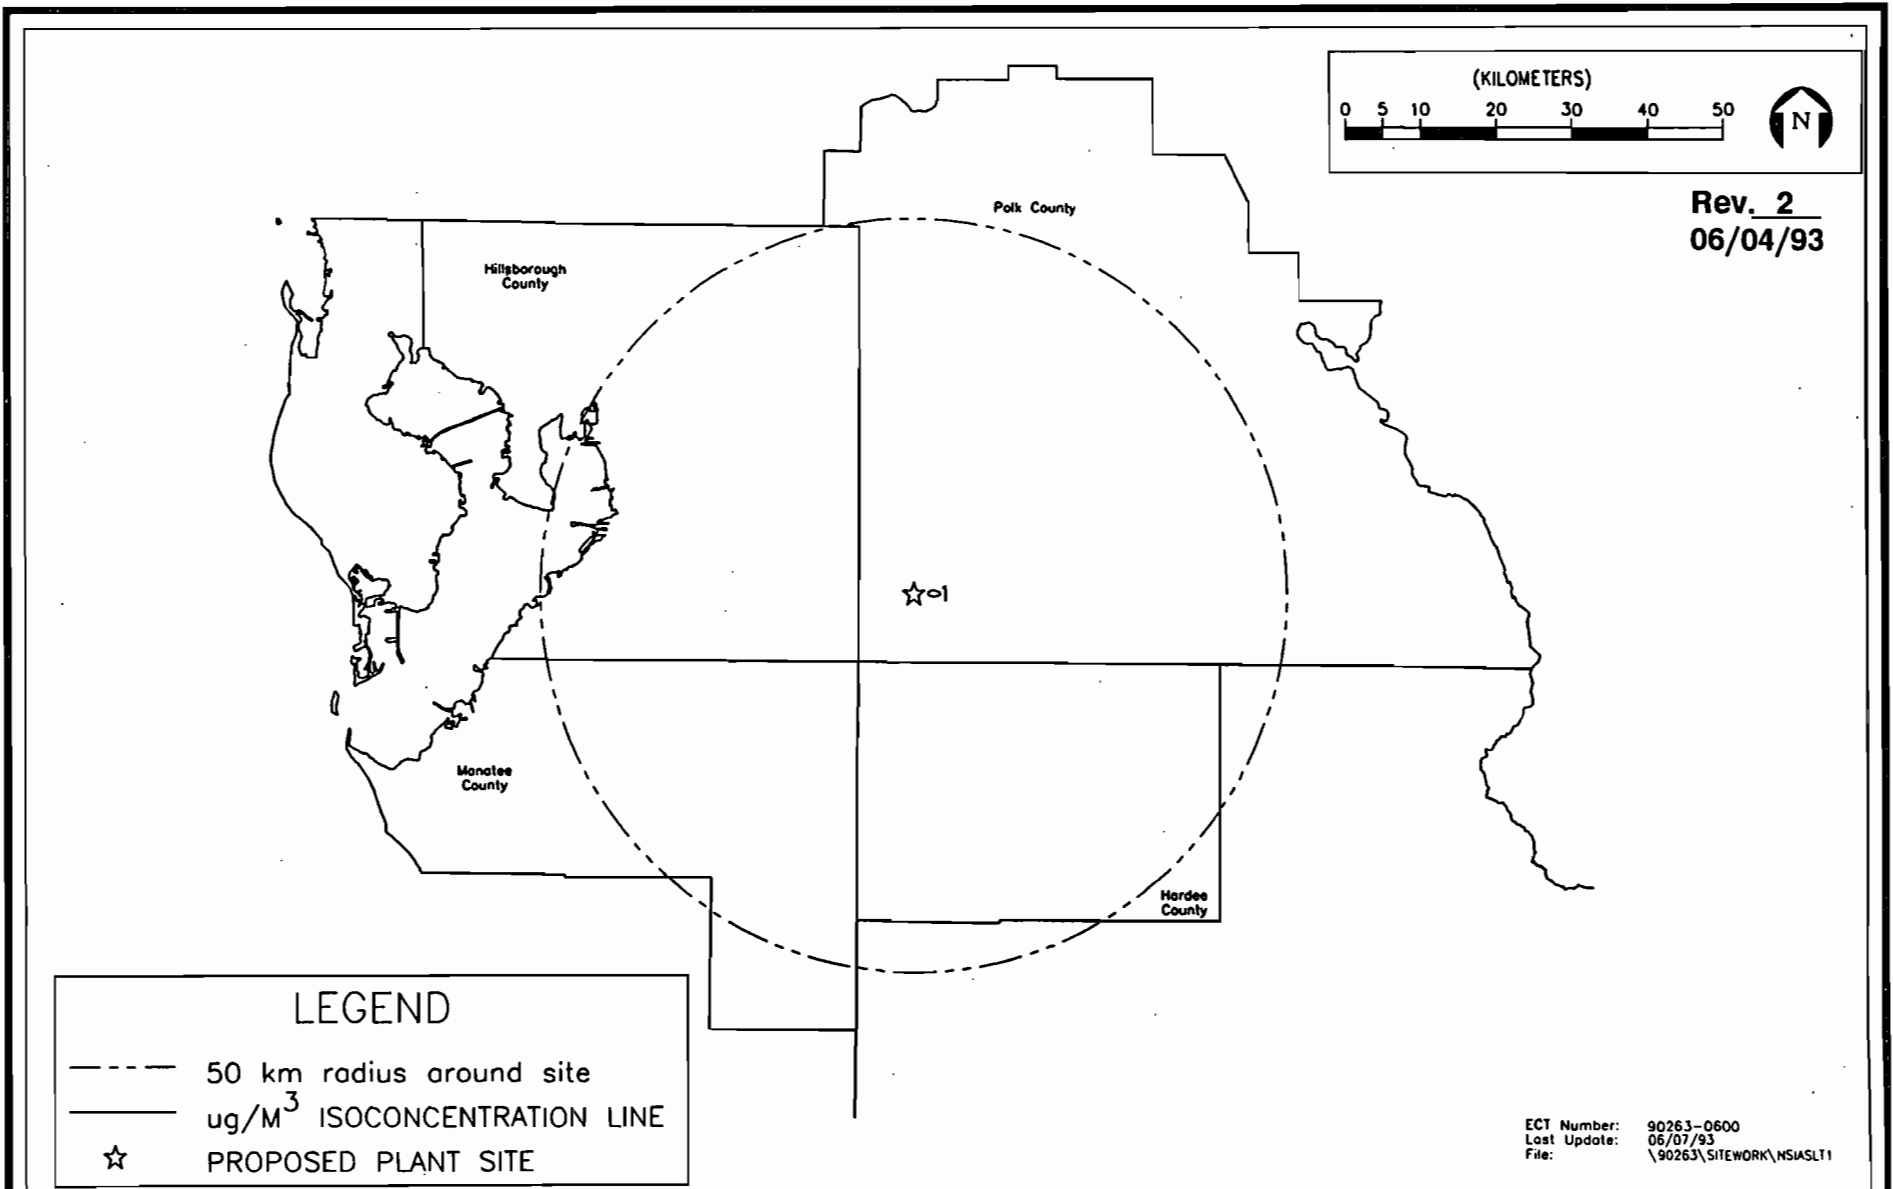 (KILOMETERS)
0 5 10 20 30 40 50
N
Rev. 2
06/04/93
Polk County
Hillsborough
County
1
Manatee
County
Hardee
County
LEGEND
50 km radius around site
ug/M³ ISOCONCENTRATION LINE
PROPOSED PLANT SITE
ECT Number: 90263-0600
Last Update: 06/07/93
File: \90263\SITEWORK\NSIASLT1